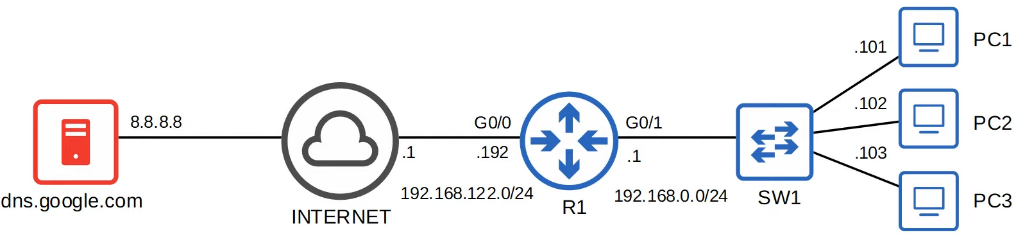 dns.google.com
8.8.8.8
INTERNET
.1
192.168.122.0/24
G0/0
.192
R1
G0/1
.1
192.168.0.0/24
SW1
.101
PC1
.102
PC2
.103
PC3